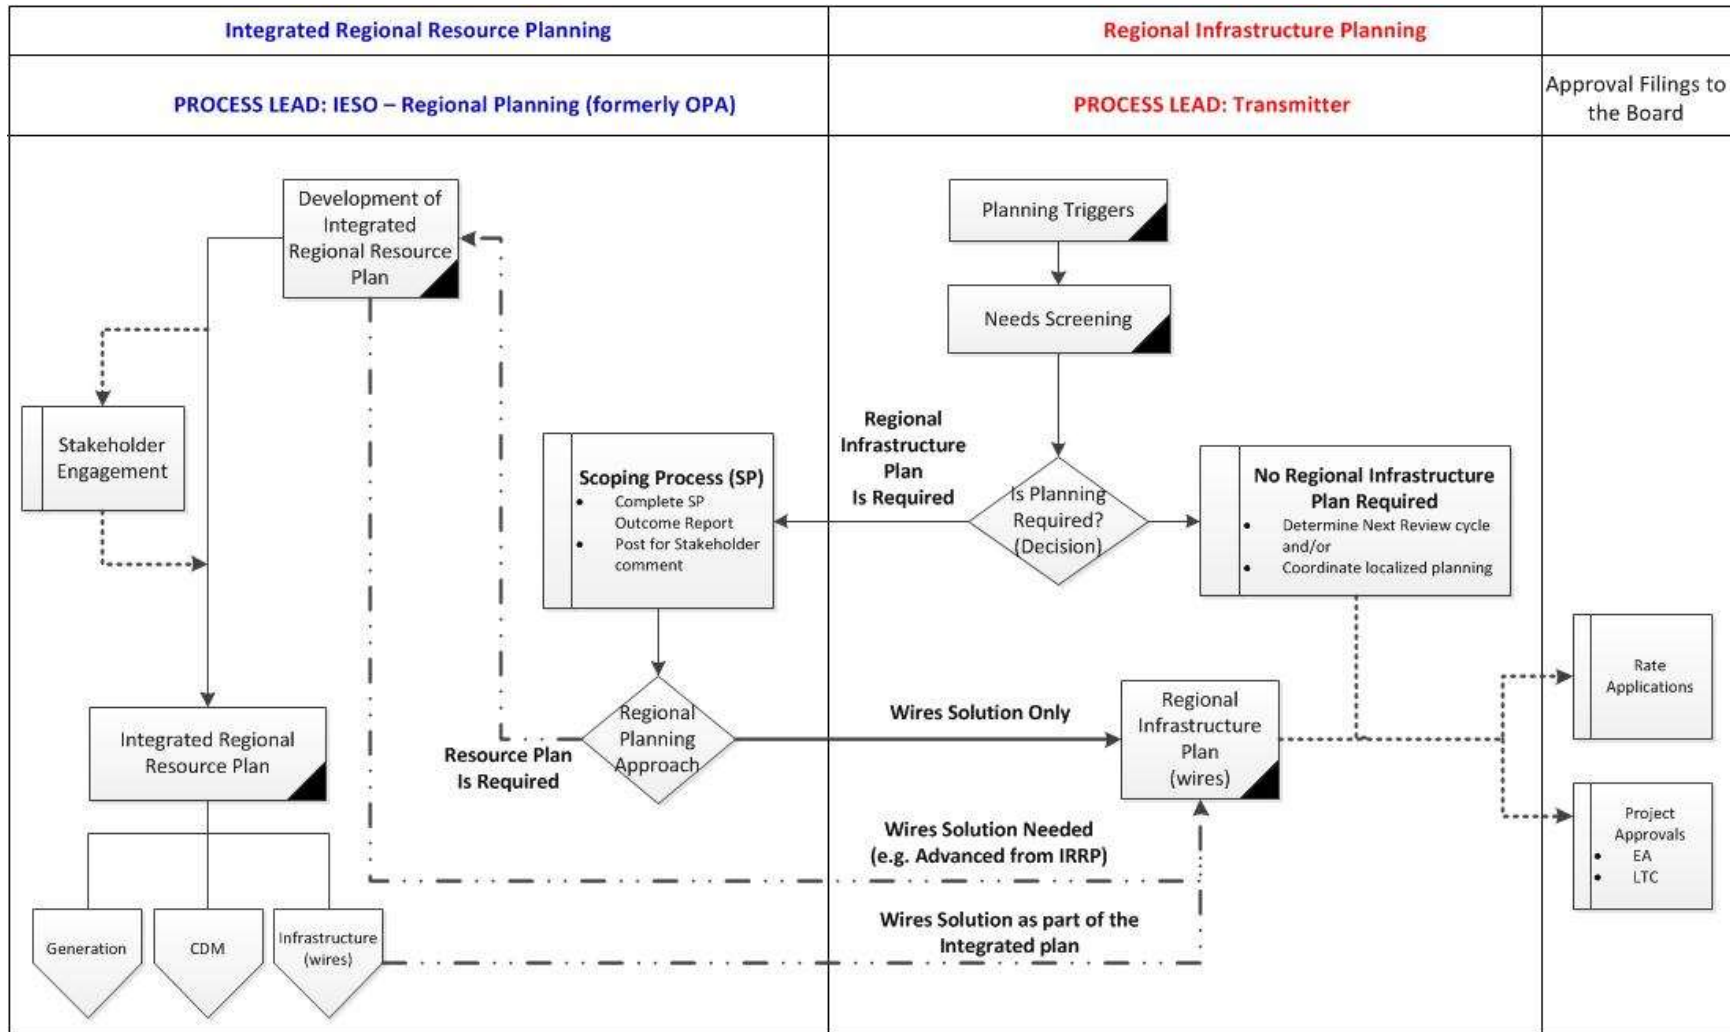 Integrated Regional Resource Planning
Regional Infrastructure Planning
PROCESS LEAD: IESO – Regional Planning (formerly OPA)
PROCESS LEAD: Transmitter
Approval Filings to
the Board
Development of
Integrated
Regional Resource
Plan
Planning Triggers
Needs Screening
Stakeholder
Engagement
Scoping Process (SP)
• Complete SP
Outcome Report
• Post for Stakeholder
comment
Regional
Infrastructure
Plan
Is Required
Is Planning
Required?
(Decision)
No Regional Infrastructure
Plan Required
• Determine Next Review cycle
and/or
• Coordinate localized planning
Integrated Regional
Resource Plan
Resource Plan
Is Required
Regional
Planning
Approach
Wires Solution Only
Regional
Infrastructure
Plan
(wires)
Rate
Applications
Wires Solution Needed
(e.g. Advanced from IRRP)
Project
Approvals
• EA
• LTC
Wires Solution as part of the
Integrated plan
Generation
CDM
Infrastructure
(wires)